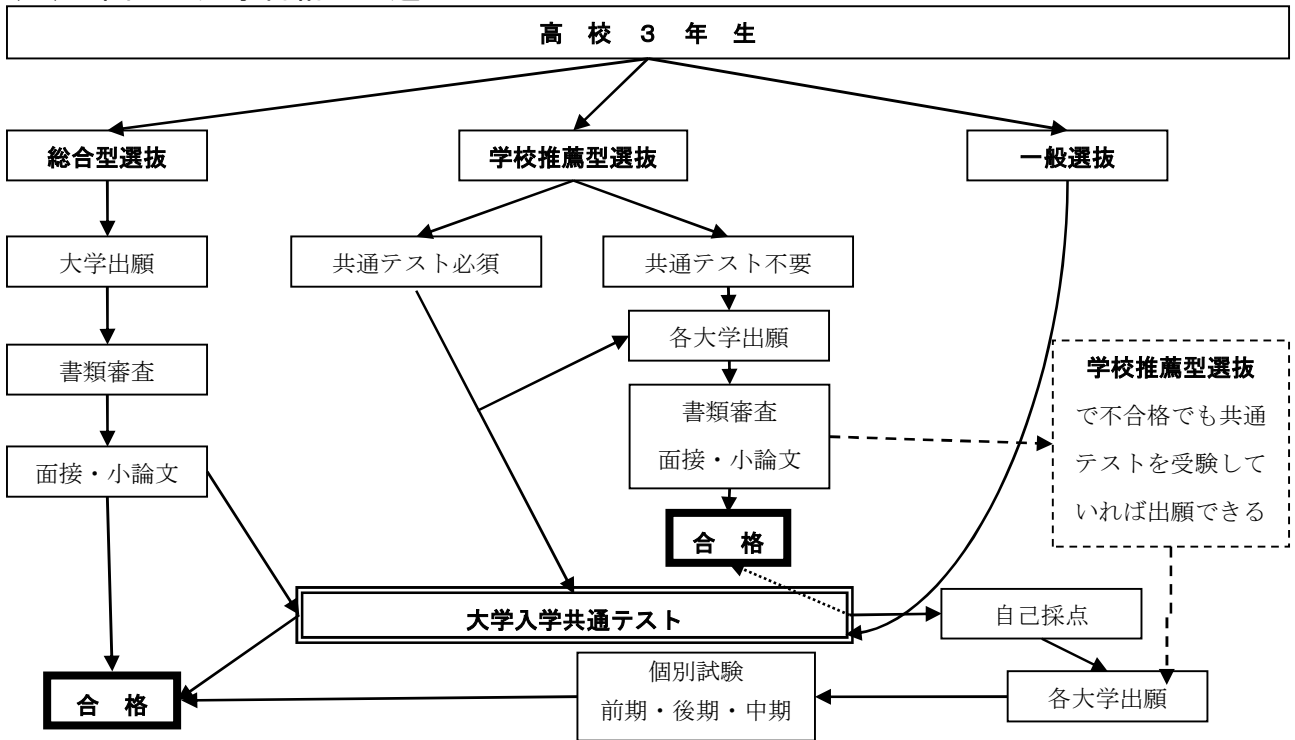 高 校 ３ 年 生
総合型選抜
学校推薦型選抜
一般選抜
大学出願
共通テスト必須
共通テスト不要
各大学出願
書類審査
書類審査
面接・小論文
学校推薦型選抜
で不合格でも共通
テストを受験して
いれば出願できる
面接・小論文
合 格
大学入学共通テスト
自己採点
合 格
個別試験
前期・後期・中期
各大学出願